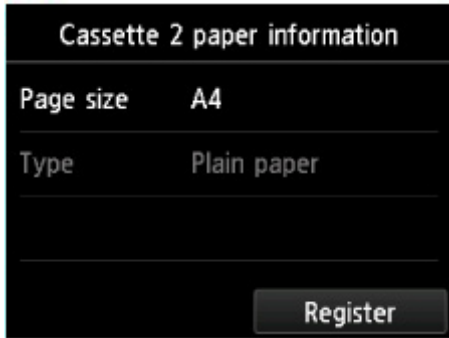 Cassette 2 paper information
Page size A4
Type Plain paper
Register